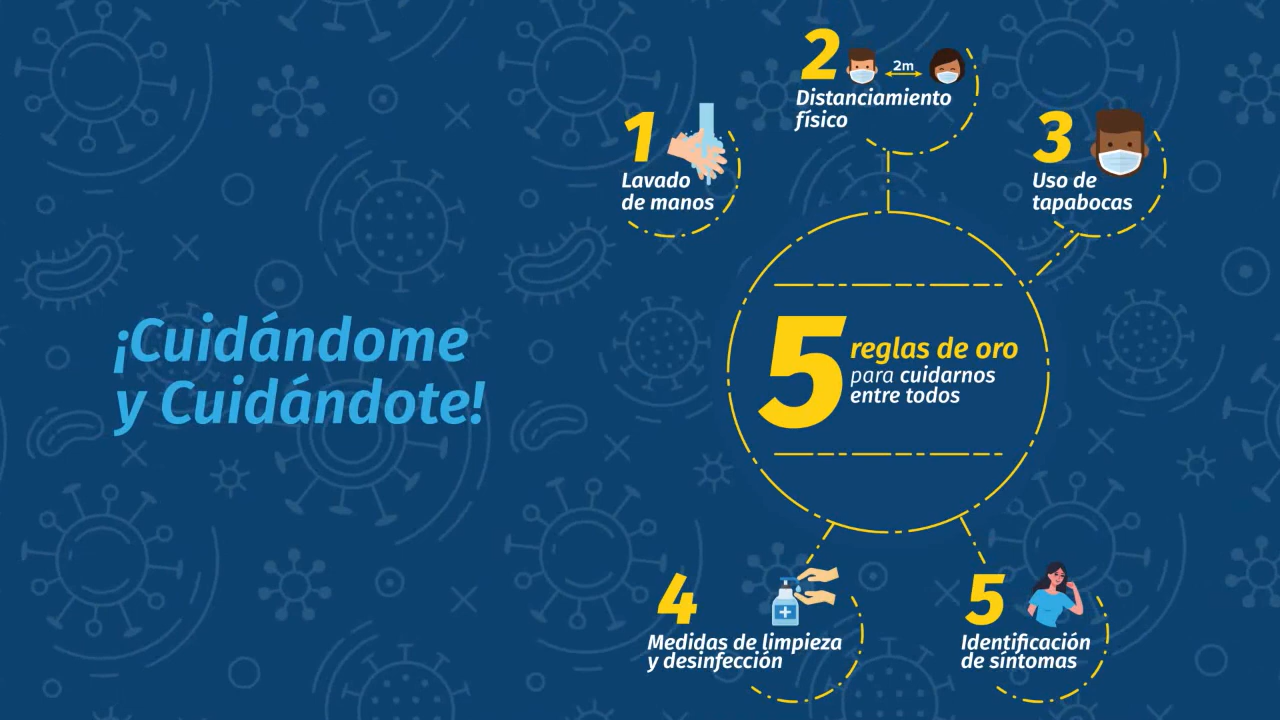 ¡Cuidándome
y Cuidándote!
1
Lavado
de manos
2
2m
Distanciamiento
físico
3
Uso de
tapabocas
5
reglas de oro
para cuidarnos
entre todos
4
Medidas de limpieza
y desinfección
5
Identificación
de síntomas